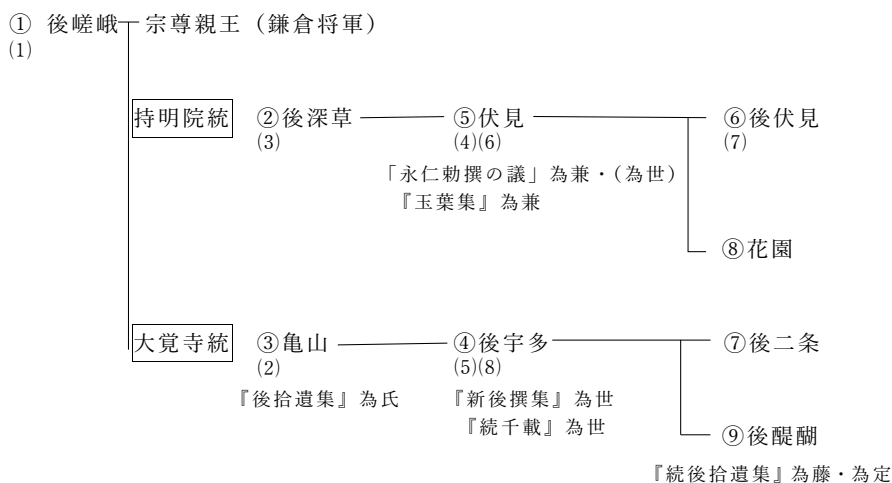 ① 後嵯峨 宗尊親王（鎌倉将軍）
(1)
持明院統 ②後深草 ⑤伏見 ⑥後伏見
(3) (4)(6) (7)
「永仁勅撰の議」為兼・(為世)
『玉葉集』為兼
⑧花園
大覚寺統 ③亀山 ④後宇多 ⑦後二条
(2) (5)(8)
『後拾遺集』為氏 『新後撰集』為世
『続千載』為世
⑨後醍醐
『続後拾遺集』為藤・為定